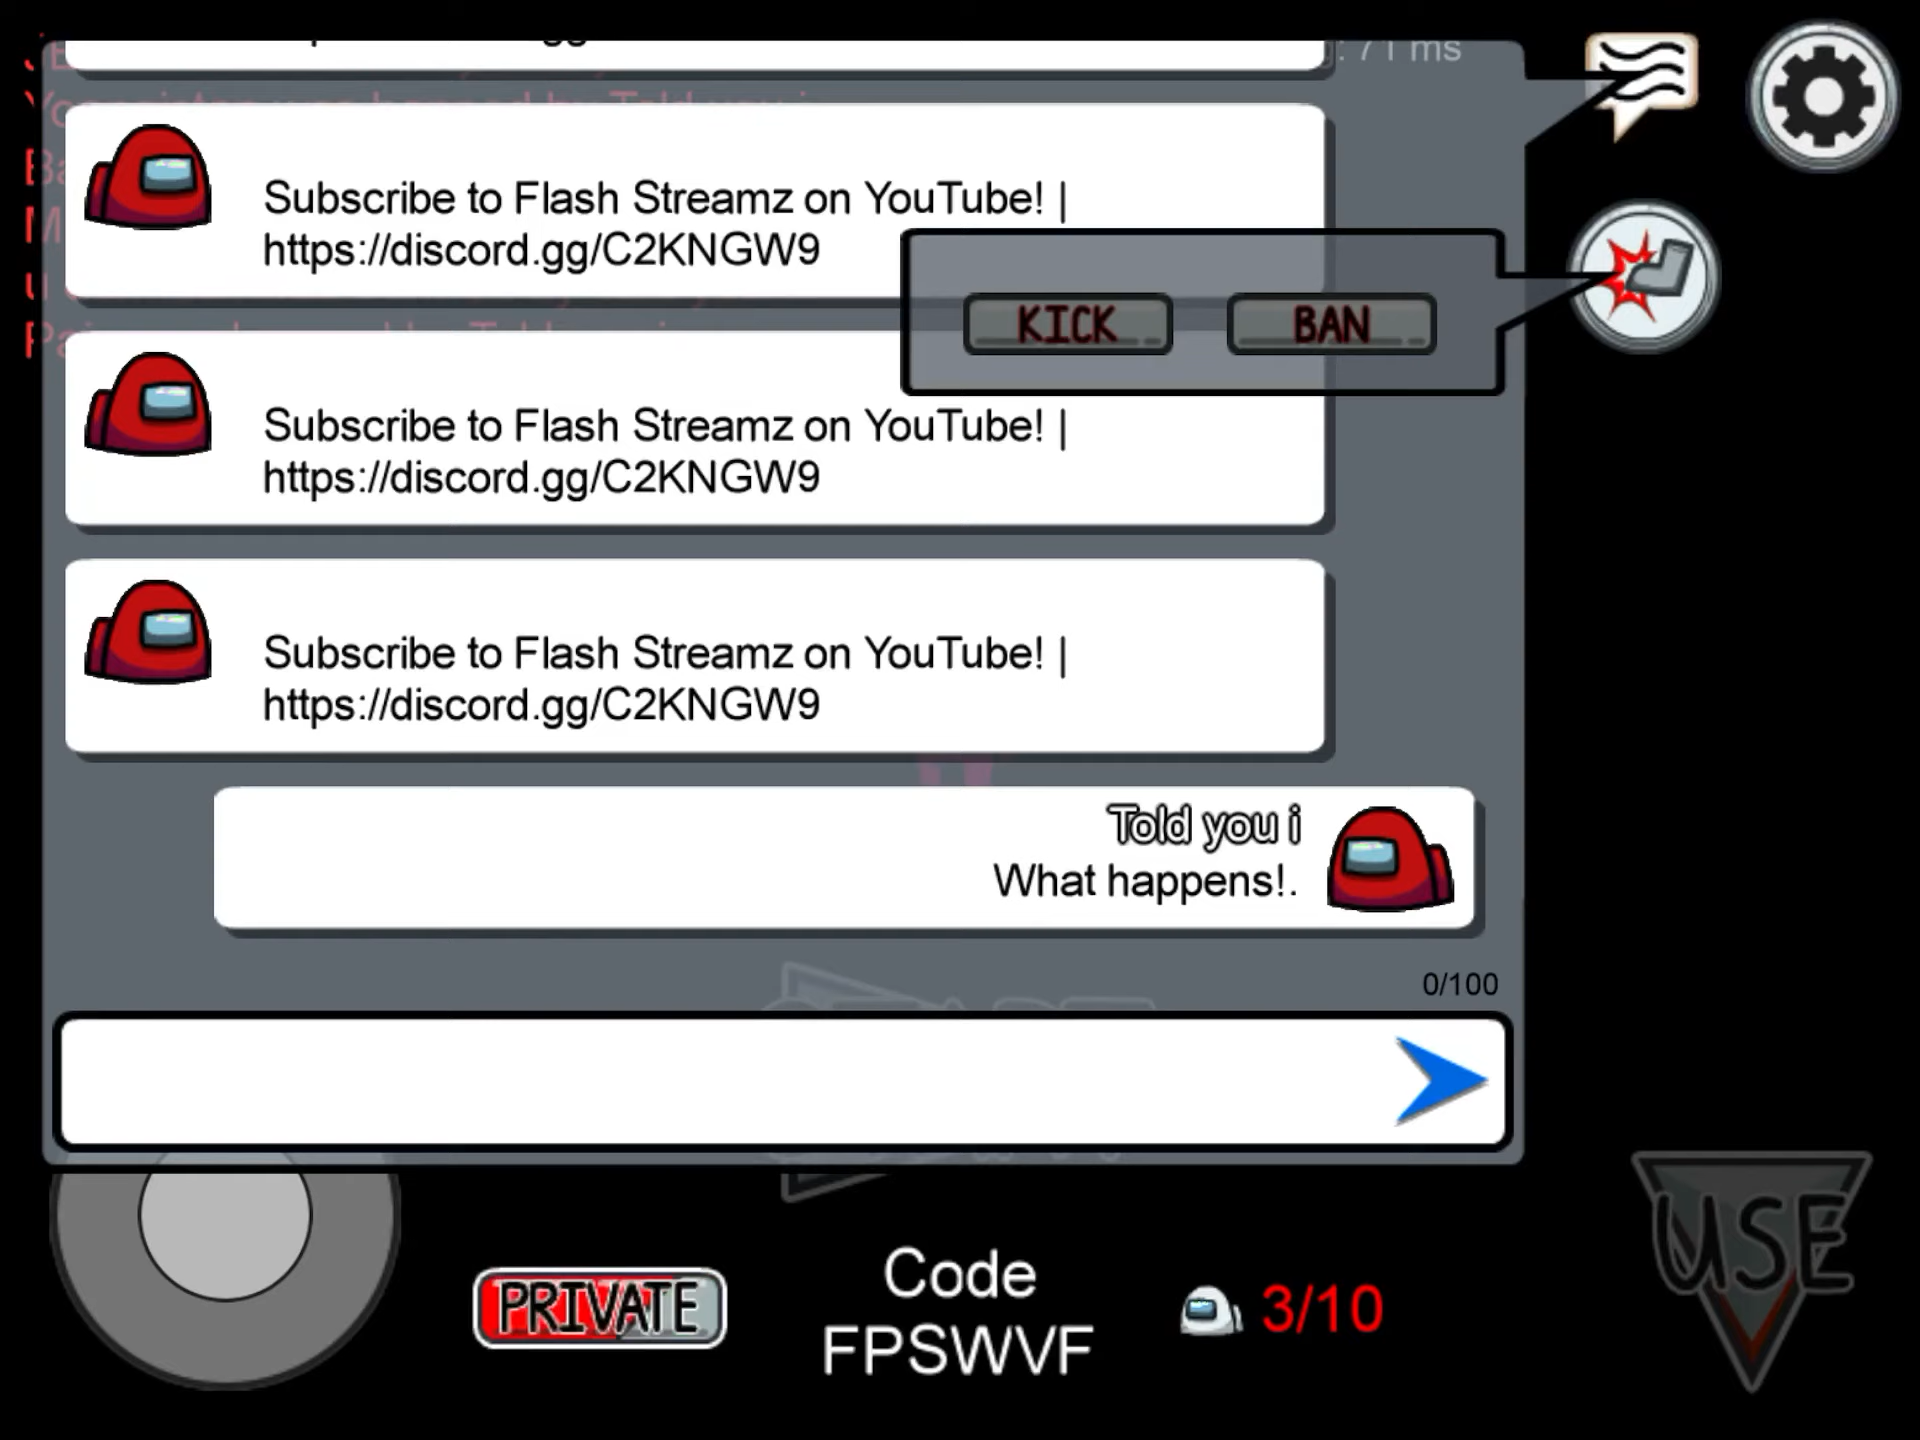 : 71 ms
Subscribe to Flash Streamz on YouTube! |
https://discord.gg/C2KNGW9
KICK
BAN
Subscribe to Flash Streamz on YouTube! |
https://discord.gg/C2KNGW9
Subscribe to Flash Streamz on YouTube! |
https://discord.gg/C2KNGW9
Told you i
What happens!.
0/100
USE
PRIVATE
Code
FPSWVF
3/10